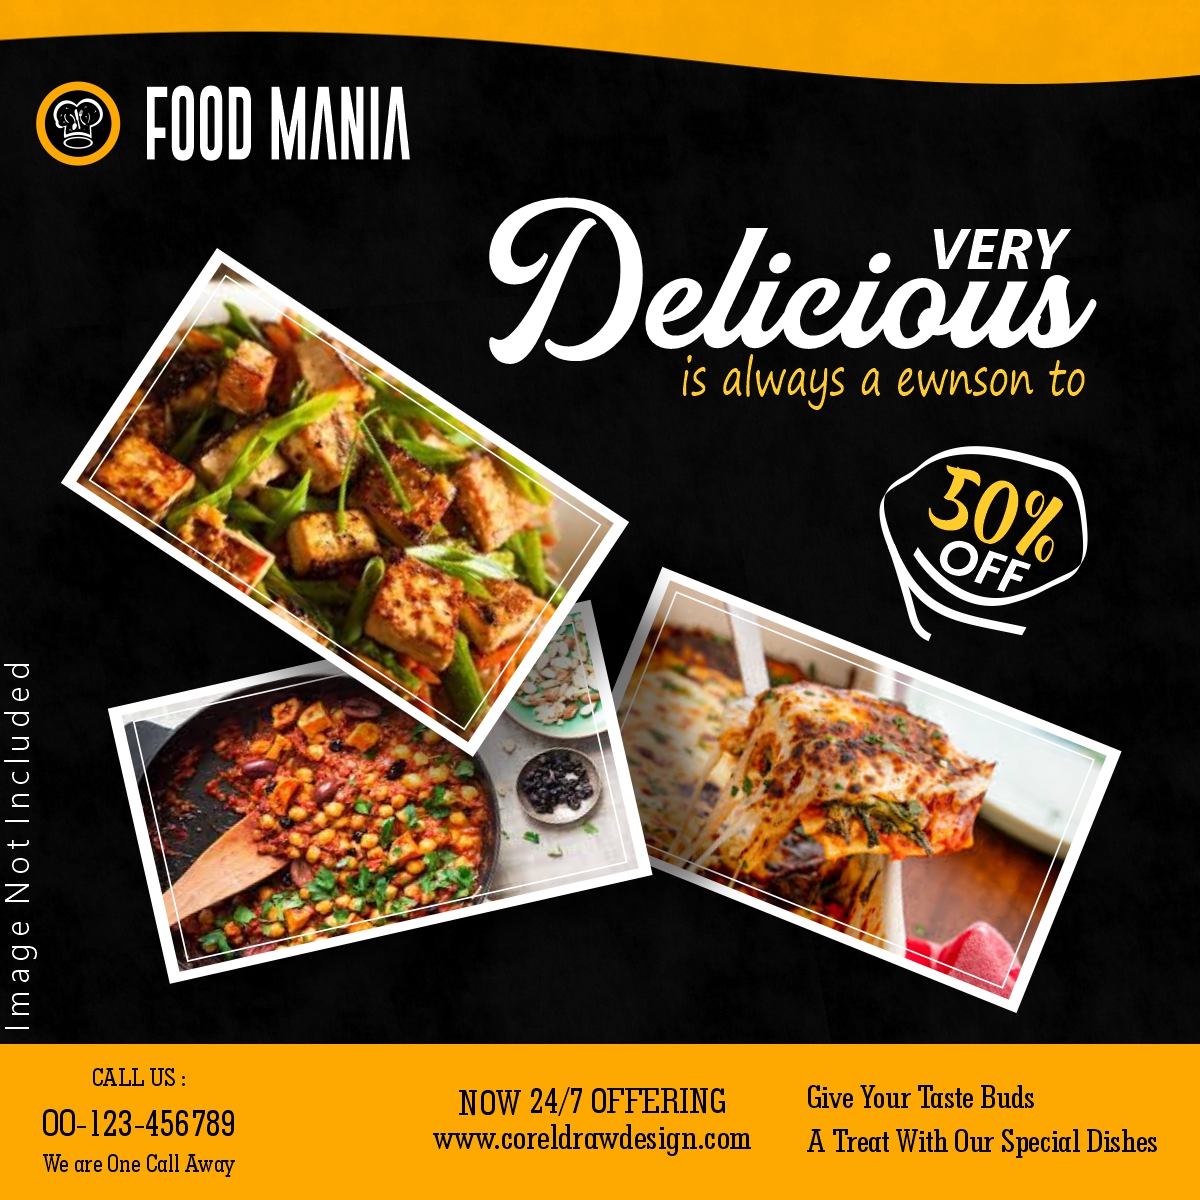 FOOD MANIA
VERY
Delicious
is always a ewnson to
50%
OFF
Image Not Included
CALL US :
00-123-456789
We are One Call Away
NOW 24/7 OFFERING
www.coreldrawdesign.com
Give Your Taste Buds
A Treat With Our Special Dishes